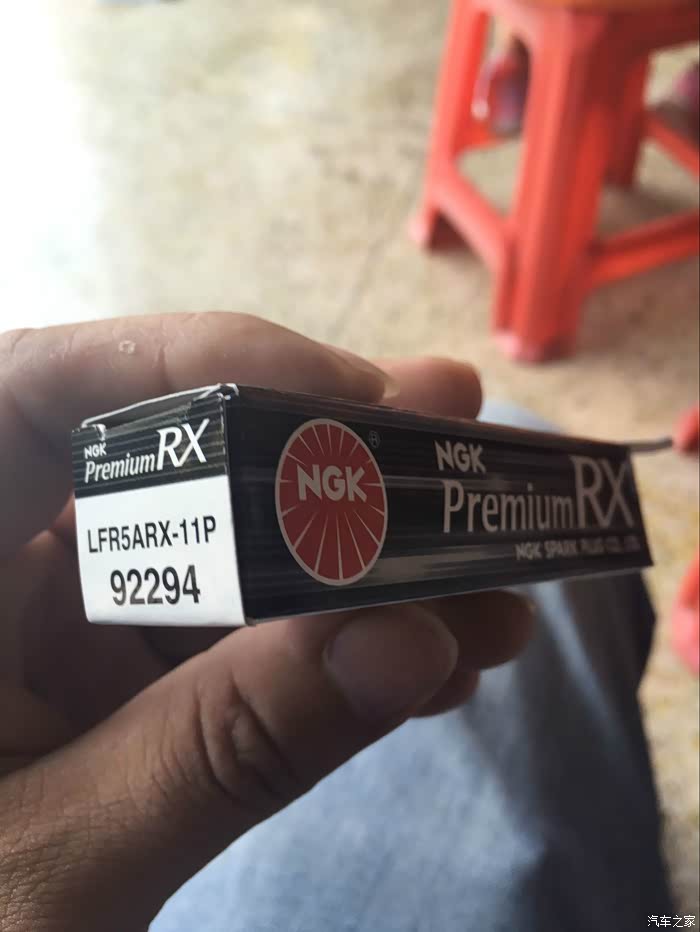 NGK
PremiumRX
LFR5ARX-11P
92294
NGK
®
NGK
PremiumRX
NGK SPARK PLUG CO., LTD.
汽车之家